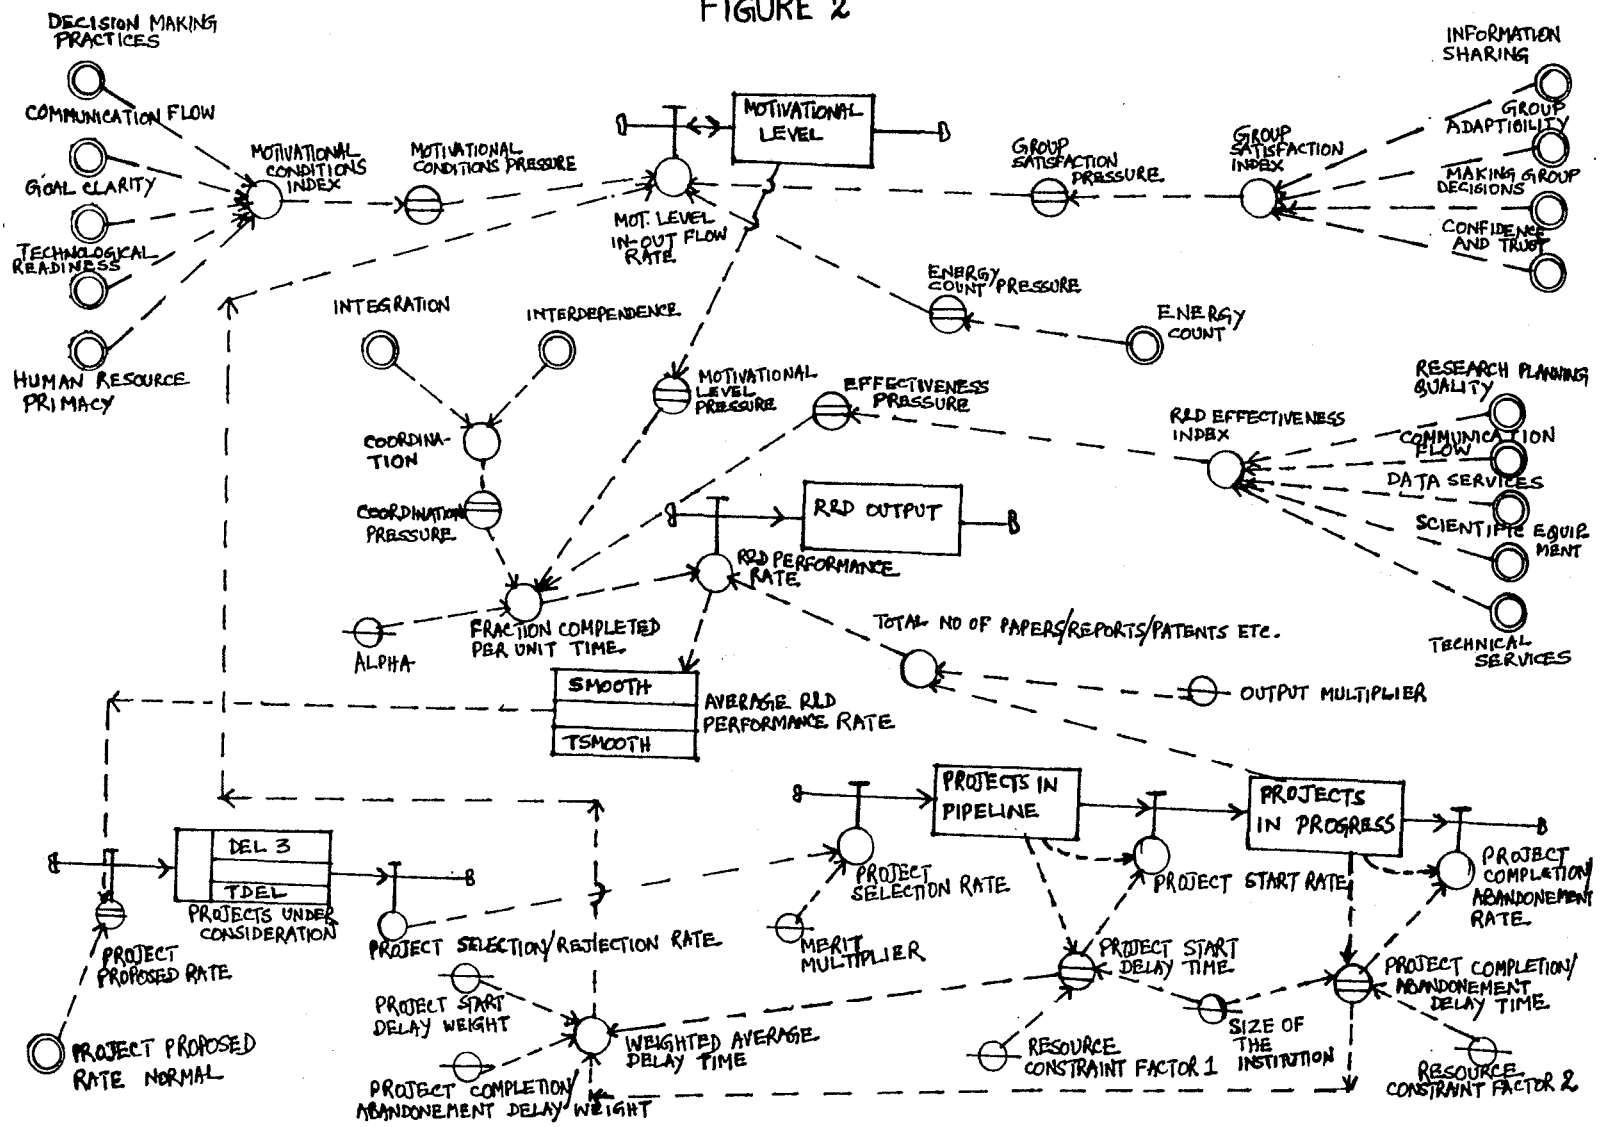 FIGURE 2
DECISION MAKING
PRACTICES
COMMUNICATION FLOW
GOAL CLARITY
TECHNOLOGICAL
READINESS
HUMAN RESOURCE
PRIMACY
MOTIVATIONAL
CONDITIONS
INDEX
MOTIVATIONAL
CONDITIONS PRESSURE
MOTIVATIONAL
LEVEL
MOT. LEVEL
IN-OUT FLOW
RATE
GROUP
SATISFACTION
PRESSURE
GROUP
SATISFACTION
INDEX
INFORMATION
SHARING
GROUP
ADAPTIBILITY
MAKING GROUP
DECISIONS
CONFIDENCE
AND TRUST
ENERGY
COUNT PRESSURE
ENERGY
COUNT
INTEGRATION
INTERDEPENDENCE
COORDINA-
TION
COORDINATION
PRESSURE
MOTIVATIONAL
LEVEL
PRESSURE
EFFECTIVENESS
PRESSURE
R&D EFFECTIVENESS
INDEX
RESEARCH PLANNING
QUALITY
COMMUNICATION
FLOW
DATA SERVICES
SCIENTIFIC EQUIP
MENT
TECHNICAL
SERVICES
R&D OUTPUT
R&D PERFORMANCE
RATE
ALPHA
FRACTION COMPLETED
PER UNIT TIME
TOTAL NO OF PAPERS/REPORTS/PATENTS ETC.
OUTPUT MULTIPLIER
SMOOTH
TSMOOTH
AVERAGE R&D
PERFORMANCE RATE
PROJECTS IN
PIPELINE
PROJECTS
IN PROGRESS
DEL 3
TDEL
PROJECTS UNDER
CONSIDERATION
PROJECT
PROPOSED RATE
PROJECT PROPOSED
RATE NORMAL
PROJECT SELECTION/REJECTION RATE
PROJECT
SELECTION RATE
MERIT
MULTIPLIER
PROJECT START RATE
PROJECT
COMPLETION/
ABANDONEMENT
RATE
PROJECT START
DELAY TIME
PROJECT COMPLETION/
ABANDONEMENT
DELAY TIME
PROJECT START
DELAY WEIGHT
PROJECT COMPLETION/
ABANDONEMENT DELAY WEIGHT
WEIGHTED AVERAGE
DELAY TIME
RESOURCE
CONSTRAINT FACTOR 1
SIZE OF
THE
INSTITUTION
RESOURCE
CONSTRAINT FACTOR 2